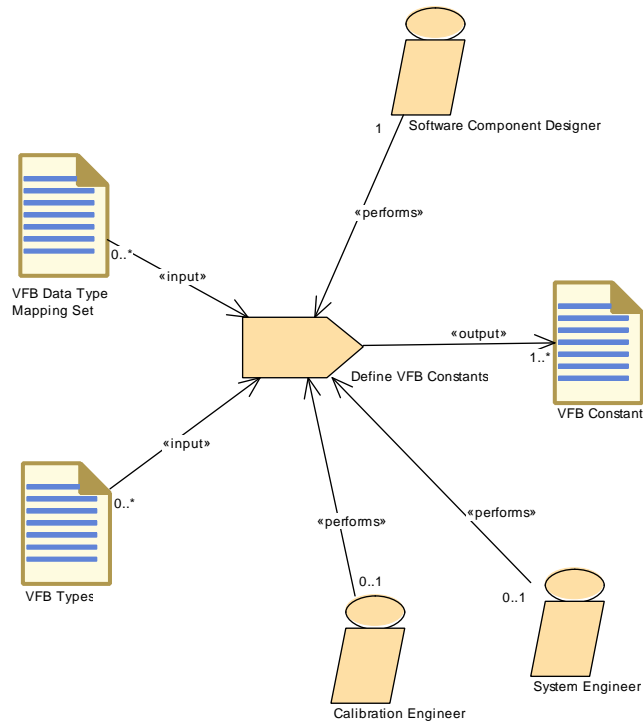 Software Component Designer
1
«performs»
0..*
VFB Data Type
Mapping Set
«input»
«output»
1..*
Define VFB Constants
VFB Constant
«input»
0..*
VFB Types
«performs»
«performs»
0..1
0..1
System Engineer
Calibration Engineer